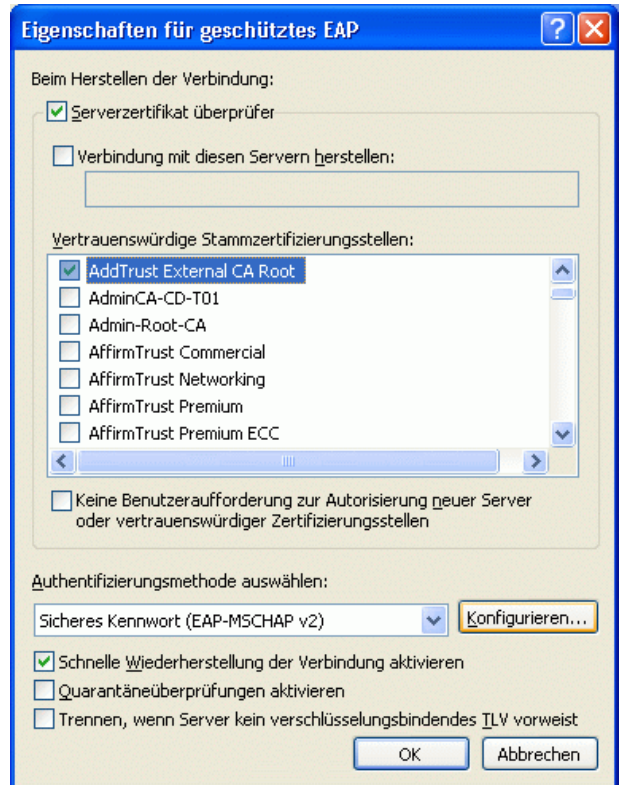 Eigenschaften für geschütztes EAP
Beim Herstellen der Verbindung:
Serverzertifikat überprüfer
Verbindung mit diesen Servern herstellen:
Vertrauenswürdige Stammzertifizierungsstellen:
AddTrust External CA Root
AdminCA-CD-T01
Admin-Root-CA
AffirmTrust Commercial
AffirmTrust Networking
AffirmTrust Premium
AffirmTrust Premium ECC
Keine Benutzeraufforderung zur Autorisierung neuer Server
oder vertrauenswürdiger Zertifizierungsstellen
Authentifizierungsmethode auswählen:
Sicheres Kennwort (EAP-MSCHAP v2) Konfigurieren...
Schnelle Wiederherstellung der Verbindung aktivieren
Quarantäneüberprüfungen aktivieren
Trennen, wenn Server kein verschlüsselungsbindendes TLV vorweist
OK Abbrechen